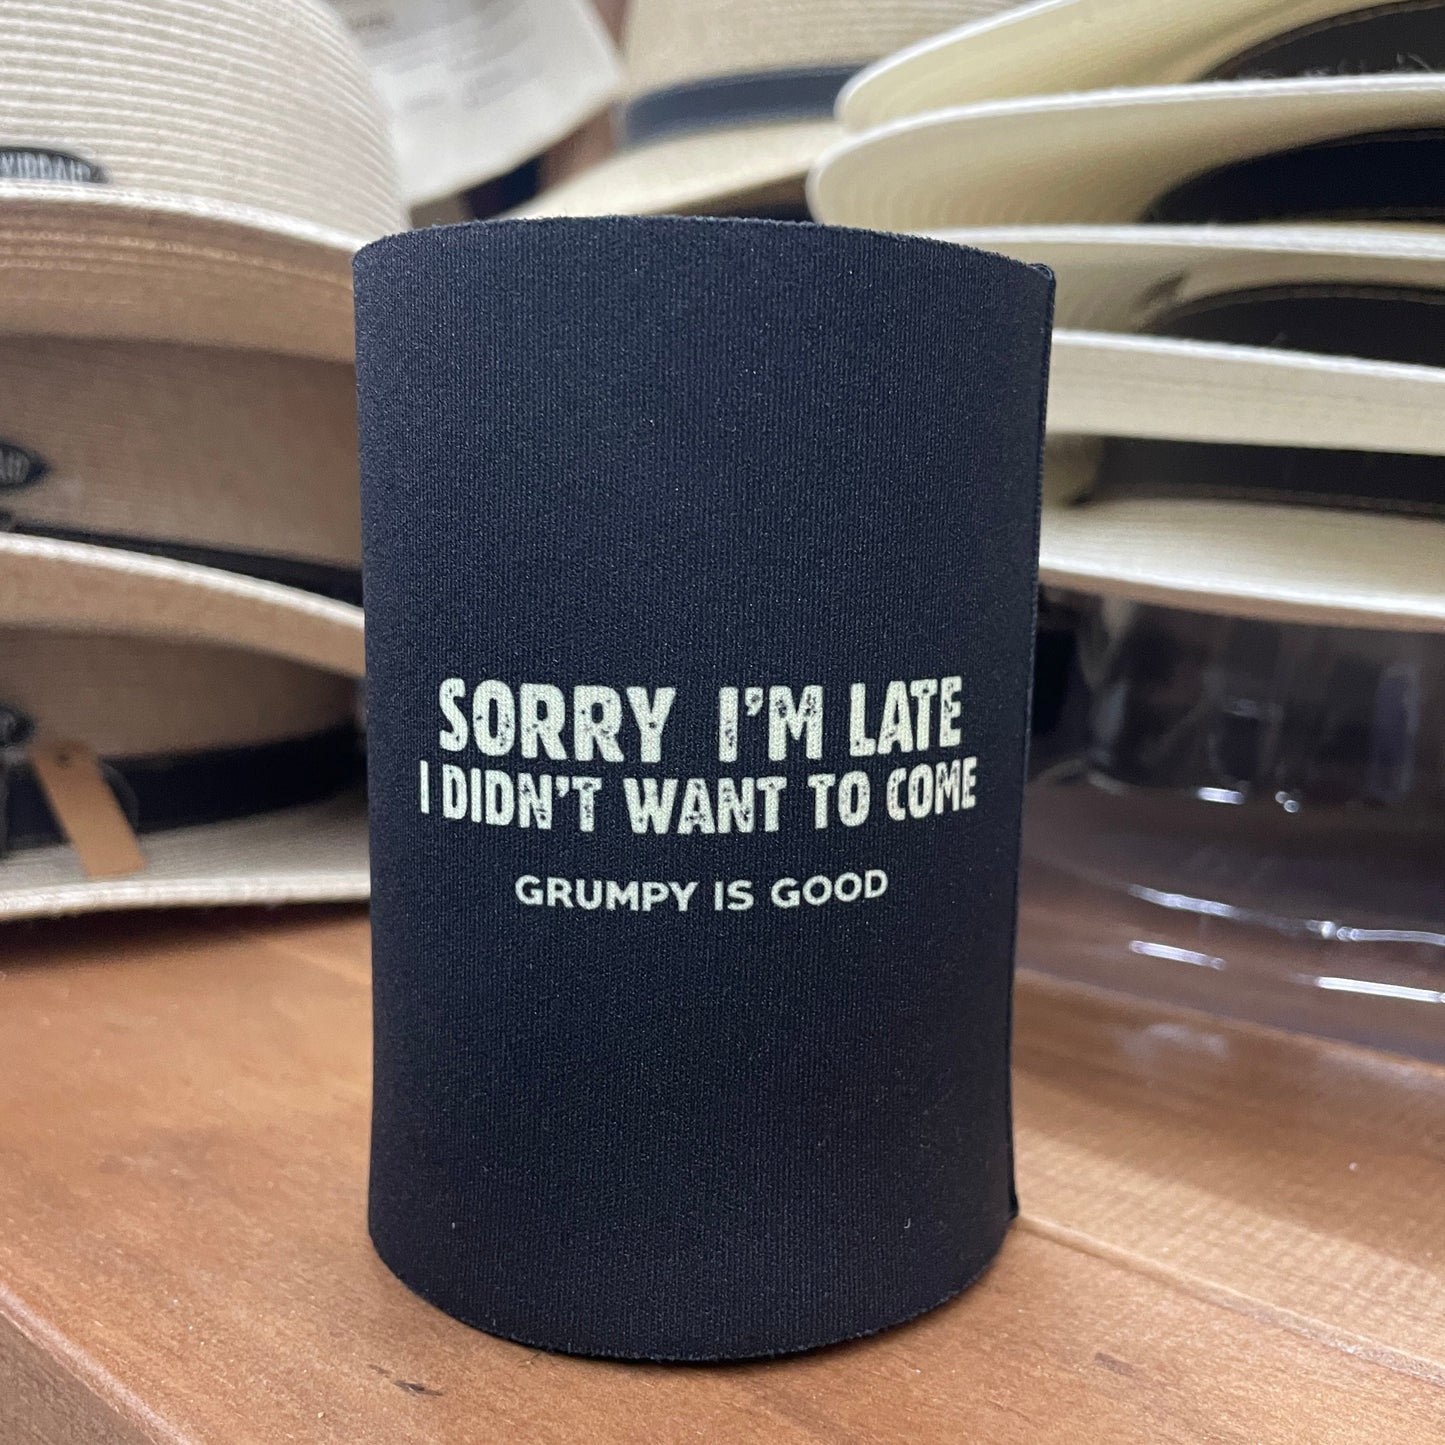 SORRY I'M LATE
I DIDN'T WANT TO COME
GRUMPY IS GOOD